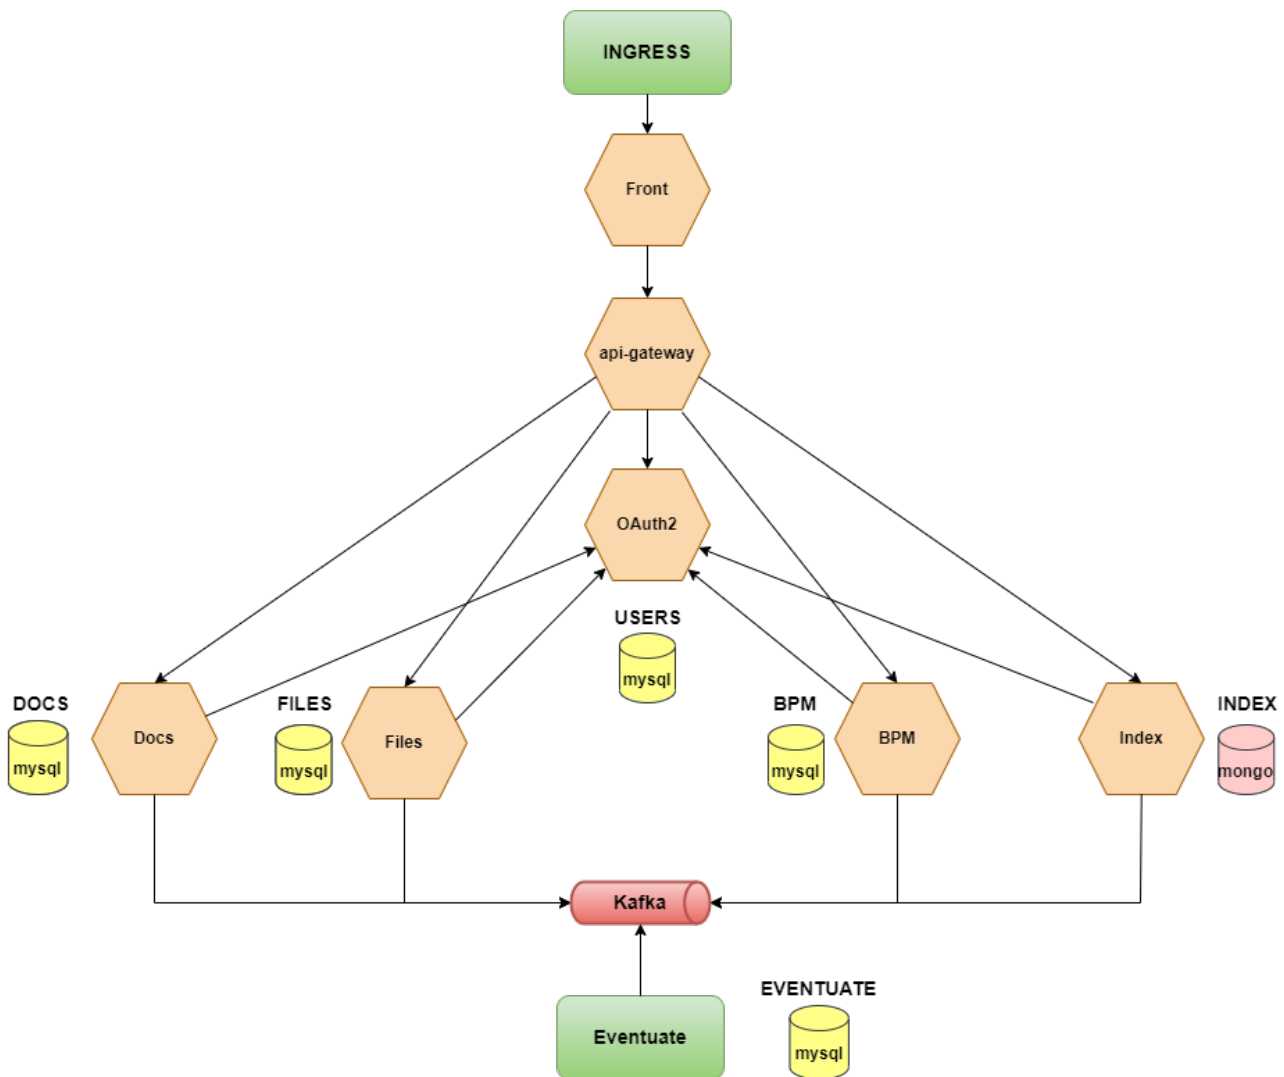 INGRESS
Front
api-gateway
OAuth2
USERS
mysql
DOCS
mysql
Docs
FILES
mysql
Files
BPM
mysql
BPM
Index
INDEX
mongo
Kafka
Eventuate
EVENTUATE
mysql